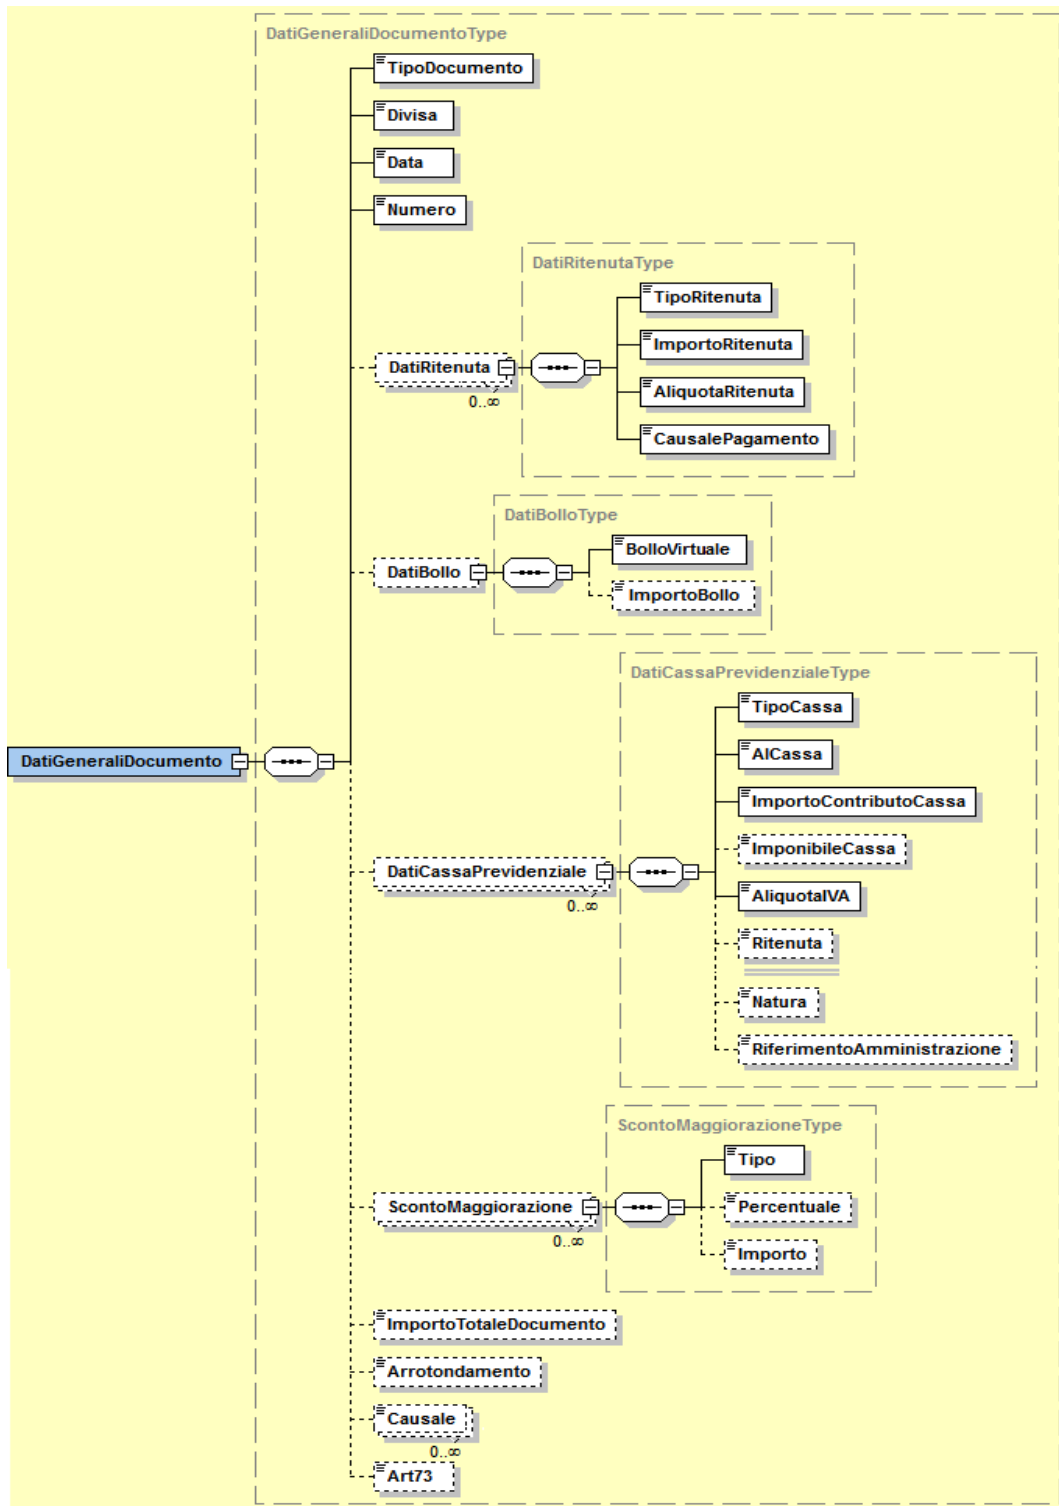 DatiGeneraliDocumentoType
TipoDocumento
Divisa
Data
Numero
DatiRitenutaType
TipoRitenuta
ImportoRitenuta
DatiRitenuta
AliquotaRitenuta
0..∞
CausalePagamento
DatiBolloType
BolloVirtuale
DatiBollo
ImportoBollo
DatiCassaPrevidenzialeType
TipoCassa
AlCassa
DatiGeneraliDocumento
ImportoContributoCassa
ImponibileCassa
DatiCassaPrevidenziale
AliquotaIVA
0..∞
Ritenuta
Natura
RiferimentoAmministrazione
ScontoMaggiorazioneType
Tipo
ScontoMaggiorazione
Percentuale
0..∞
Importo
ImportoTotaleDocumento
Arrotondamento
Causale
0..∞
Art73